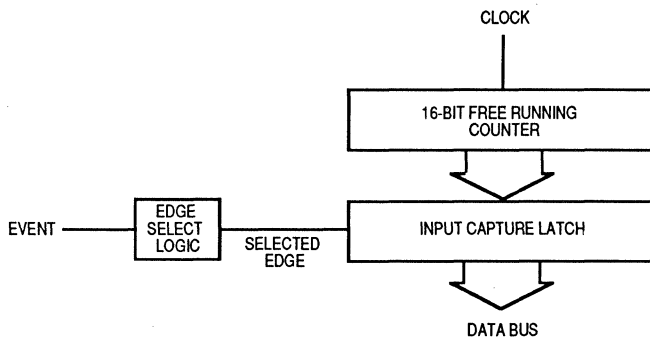 CLOCK
16-BIT FREE RUNNING
COUNTER
EVENT
EDGE
SELECT
LOGIC
SELECTED
EDGE
INPUT CAPTURE LATCH
DATA BUS